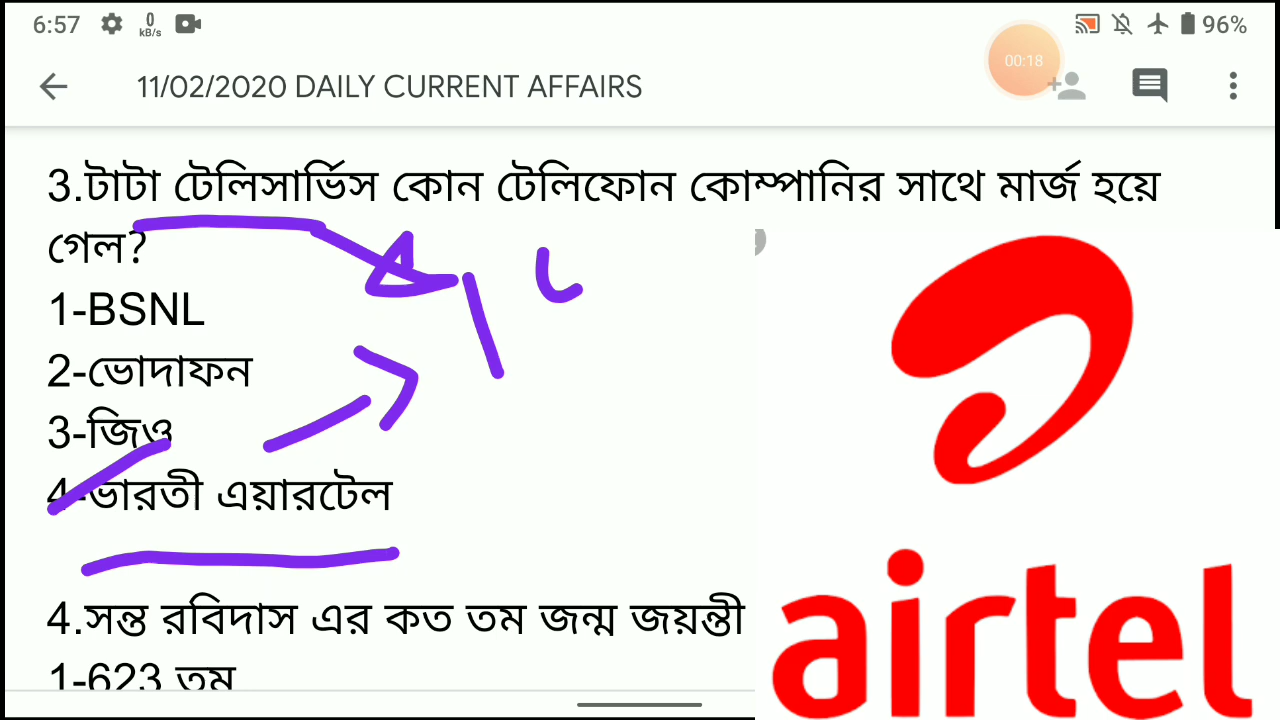 6:57 0 kB/s 96%
00:18
11/02/2020 DAILY CURRENT AFFAIRS
3.টাটা টেলিসার্ভিস কোন টেলিফোন কোম্পানির সাথে মার্জ হয়ে
গেল?
1-BSNL
2-ভোদাফন
3-জিও
4-ভারতী এয়ারটেল
airtel
4.সন্ত রবিদাস এর কত তম জন্ম জয়ন্তী
1-623 তম